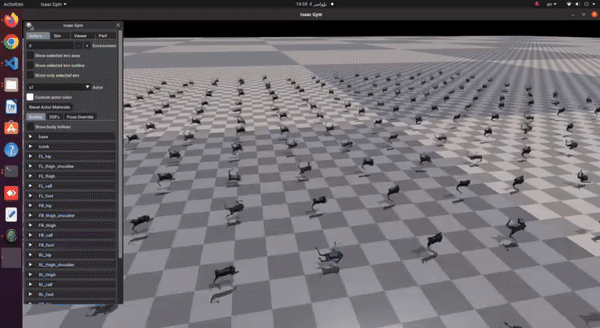 Activities
Isaac Gym
14:59
en
Isaac Gym
Isaac Gym
Actors
Sim
Viewer
Perf
0
-
+
Environment
Show selected env axes
Show selected env outline
Show only selected env
a1
Actor
Custom actor color
Reset Actor Materials
Bodies
DOFs
Pose Override
Show body inertias
base
trunk
FL_hip
FL_thigh_shoulder
FL_thigh
FL_calf
FL_foot
FR_hip
FR_thigh_shoulder
FR_thigh
FR_calf
FR_foot
RL_hip
RL_thigh_shoulder
RL_thigh
RL_calf
RL_foot